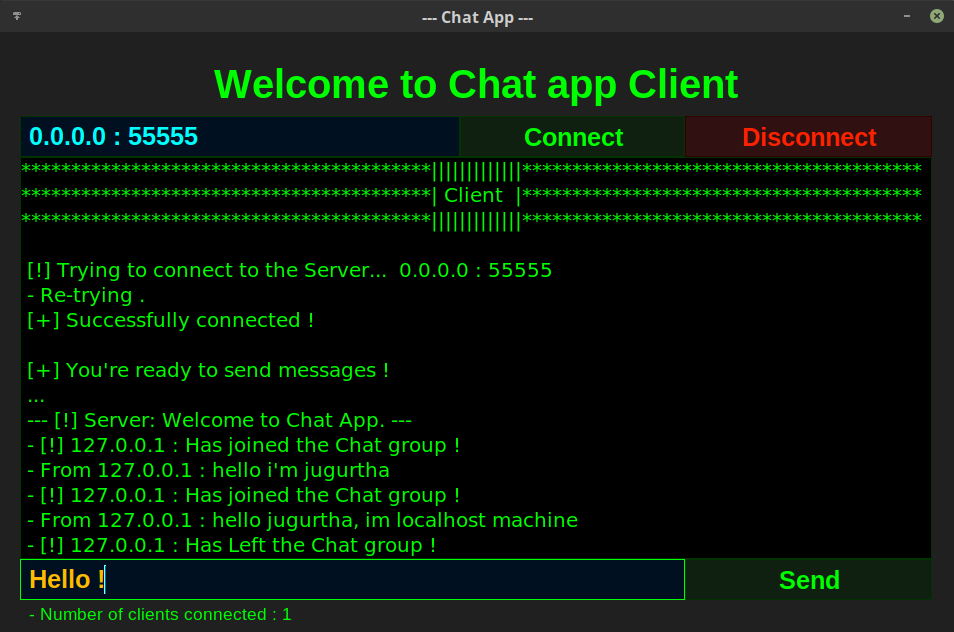 --- Chat App ---
Welcome to Chat app Client
0.0.0.0 : 55555 Connect Disconnect
*****************************************|||||||||||||****************************************
*****************************************| Client |****************************************
*****************************************|||||||||||||****************************************
[!] Trying to connect to the Server... 0.0.0.0 : 55555
- Re-trying .
[+] Successfully connected !
[+] You're ready to send messages !
...
--- [!] Server: Welcome to Chat App. ---
- [!] 127.0.0.1 : Has joined the Chat group !
- From 127.0.0.1 : hello i'm jugurtha
- [!] 127.0.0.1 : Has joined the Chat group !
- From 127.0.0.1 : hello jugurtha, im localhost machine
- [!] 127.0.0.1 : Has Left the Chat group !
Hello ! Send
- Number of clients connected : 1